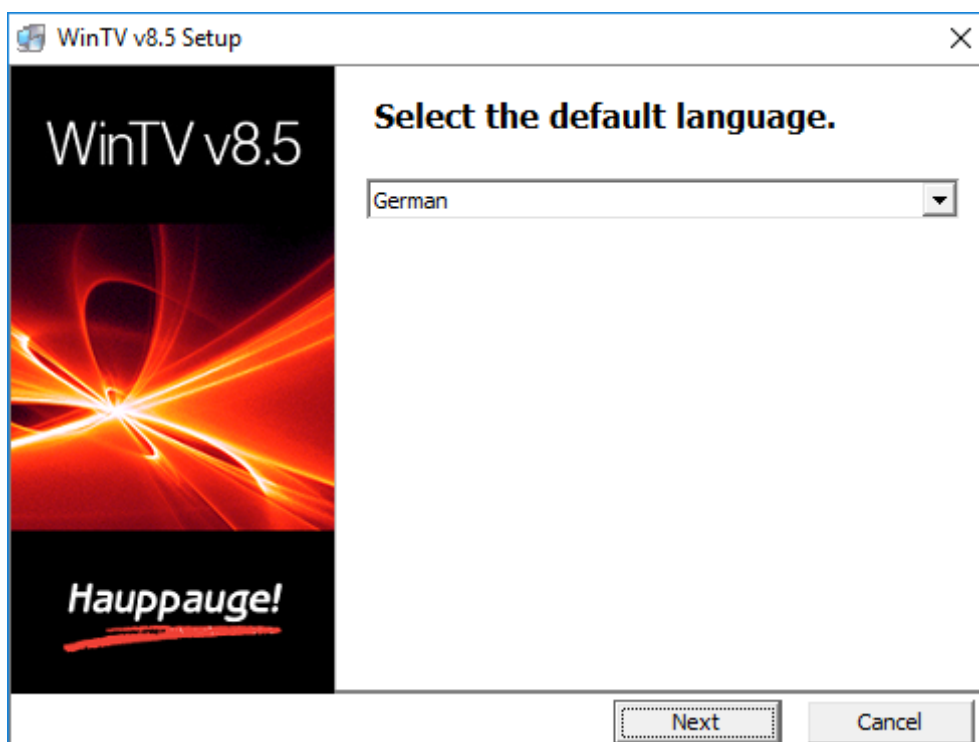 WinTV v8.5 Setup
WinTV v8.5
Select the default language.
German
Hauppauge!
Next
Cancel